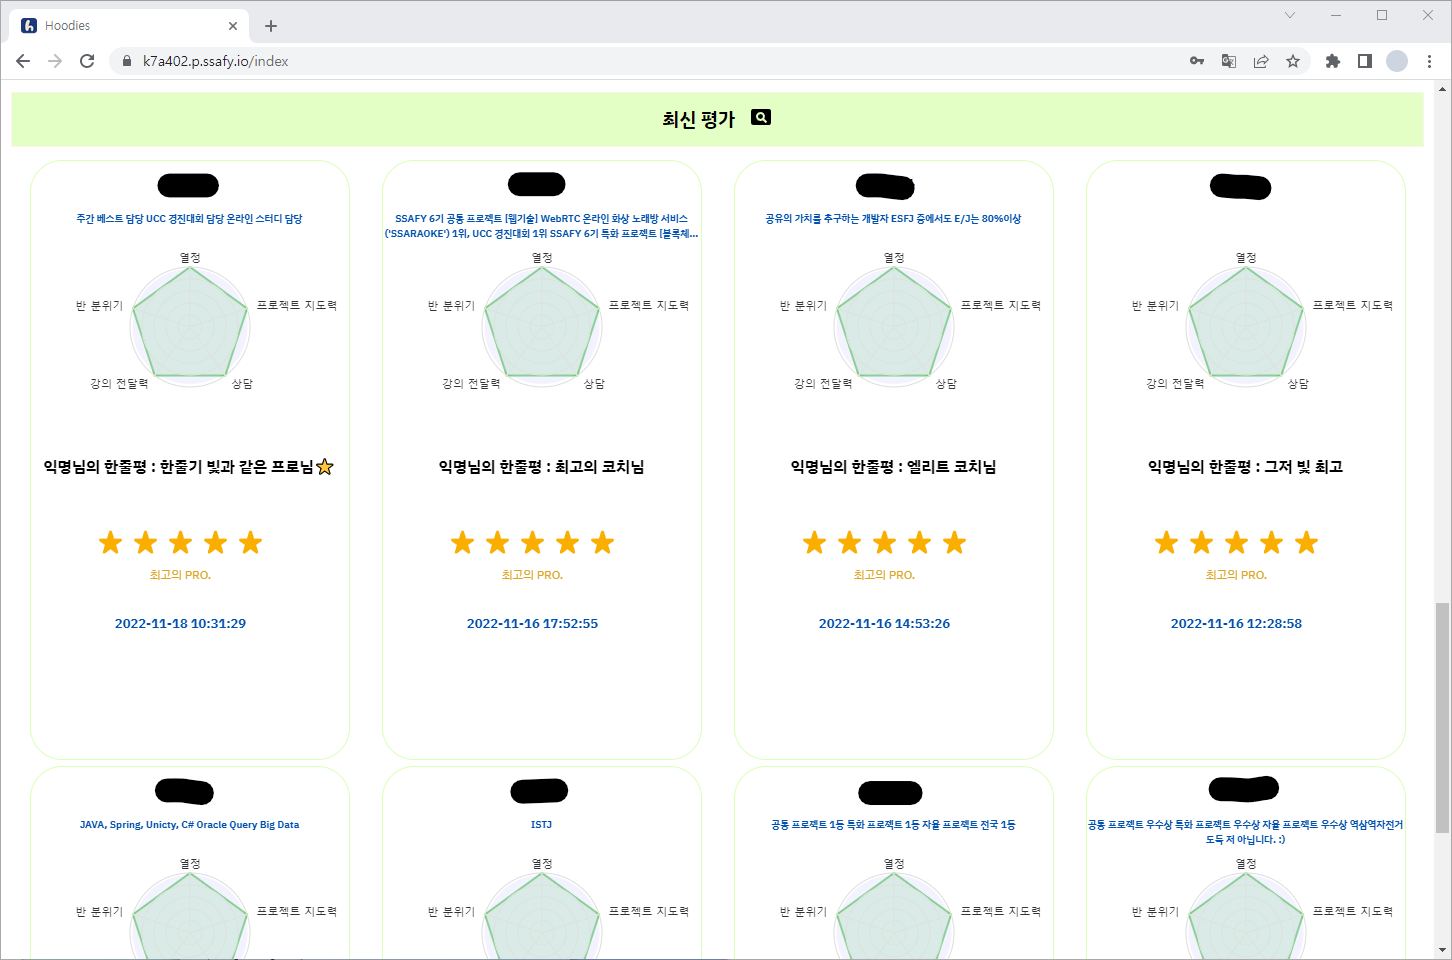 Hoodies
k7a402.p.ssafy.io/index
최신 평가
주간 베스트 담당 UCC 경진대회 담당 온라인 스터디 담당
열정
반 분위기
프로젝트 지도력
강의 전달력
상담
익명님의 한줄평 : 한줄기 빛과 같은 프로님⭐
최고의 PRO.
2022-11-18 10:31:29
SSAFY 6기 공통 프로젝트 [웹기술] WebRTC 온라인 화상 노래방 서비스
('SSARAOKE') 1위, UCC 경진대회 1위 SSAFY 6기 특화 프로젝트 [블록체...
열정
반 분위기
프로젝트 지도력
강의 전달력
상담
익명님의 한줄평 : 최고의 코치님
최고의 PRO.
2022-11-16 17:52:55
공유의 가치를 추구하는 개발자 ESFJ 중에서도 E/J는 80%이상
열정
반 분위기
프로젝트 지도력
강의 전달력
상담
익명님의 한줄평 : 엘리트 코치님
최고의 PRO.
2022-11-16 14:53:26
열정
반 분위기
프로젝트 지도력
강의 전달력
상담
익명님의 한줄평 : 그저 빛 최고
최고의 PRO.
2022-11-16 12:28:58
JAVA, Spring, Unicty, C# Oracle Query Big Data
열정
반 분위기
프로젝트 지도력
ISTJ
열정
반 분위기
프로젝트 지도력
공통 프로젝트 1등 특화 프로젝트 1등 자율 프로젝트 전국 1등
열정
반 분위기
프로젝트 지도력
공통 프로젝트 우수상 특화 프로젝트 우수상 자율 프로젝트 우수상 역삼역자전거
도둑 저 아닙니다. :)
열정
반 분위기
프로젝트 지도력